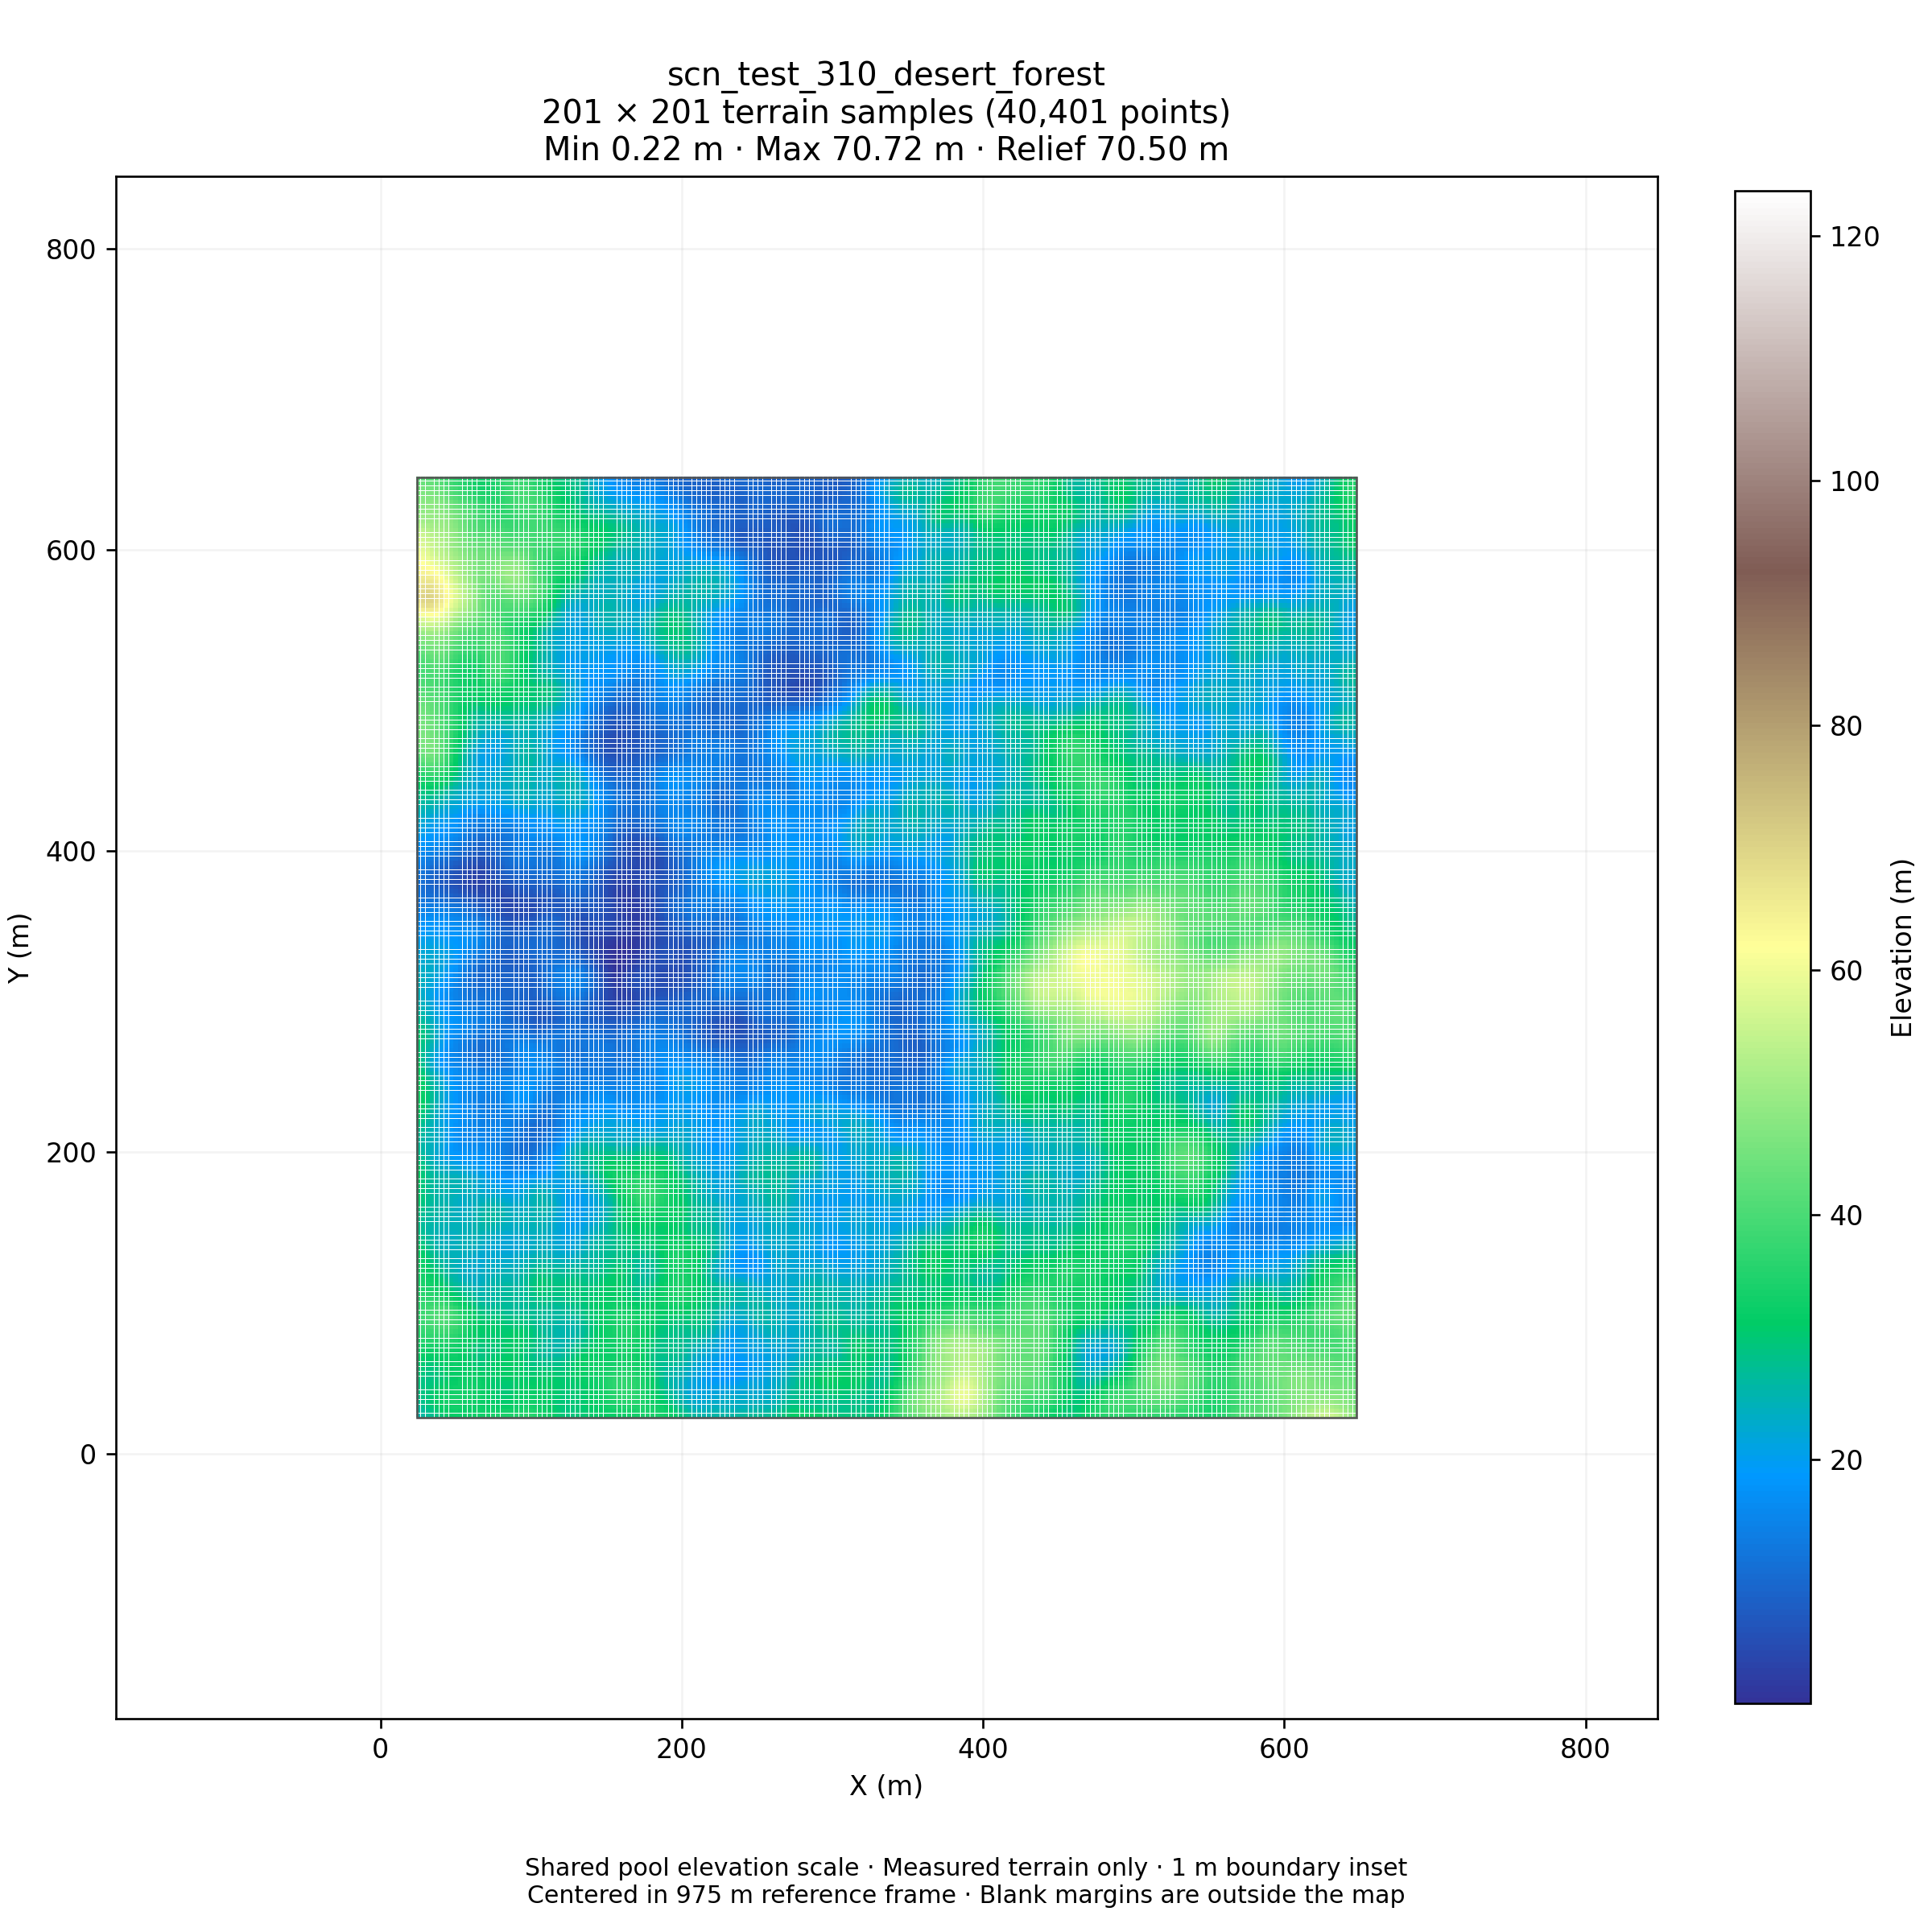 scn_test_310_desert_forest
201 × 201 terrain samples (40,401 points)
Min 0.22 m · Max 70.72 m · Relief 70.50 m
800
600
400
200
0
Y (m)
0
200
400
600
800
X (m)
120
100
80
60
40
20
Elevation (m)
Shared pool elevation scale · Measured terrain only · 1 m boundary inset
Centered in 975 m reference frame · Blank margins are outside the map